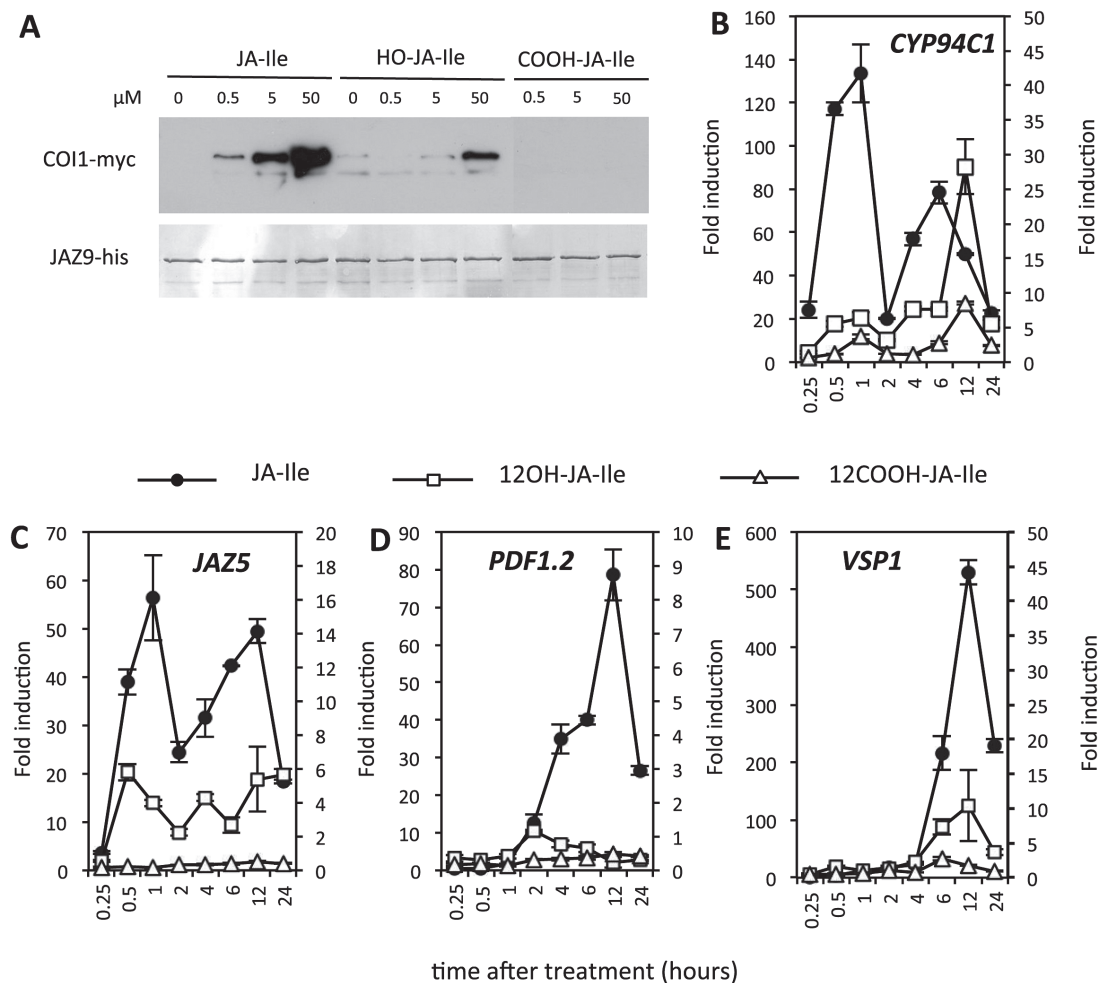 A
JA-Ile HO-JA-Ile COOH-JA-Ile
µM 0 0.5 5 50 0 0.5 5 50 0.5 5 50
COI1-myc
JAZ9-his
B
CYP94C1
160 140 120 100 80 60 40 20 0
Fold induction
50 45 40 35 30 25 20 15 10 5 0
Fold induction
0.25 0.5 1 2 4 6 12 24
JA-Ile 12OH-JA-Ile 12COOH-JA-Ile
C
JAZ5
70 60 50 40 30 20 10 0
Fold induction
20 18 16 14 12 10 8 6 4 2 0
0.25 0.5 1 2 4 6 12 24
D
PDF1.2
90 80 70 60 50 40 30 20 10 0
Fold induction
10 9 8 7 6 5 4 3 2 1 0
0.25 0.5 1 2 4 6 12 24
E
VSP1
600 500 400 300 200 100 0
Fold induction
50 45 40 35 30 25 20 15 10 5 0
Fold induction
0.25 0.5 1 2 4 6 12 24
time after treatment (hours)